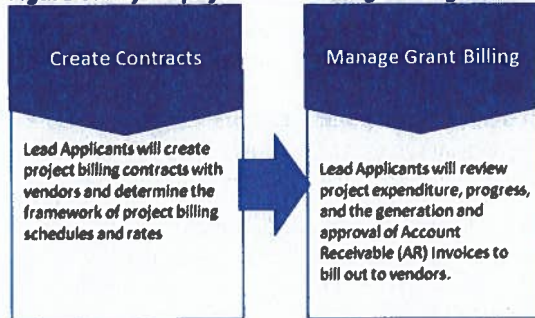 Create Contracts
Lead Applicants will create
project billing contracts with
vendors and determine the
framework of project billing
schedules and rates
Manage Grant Billing
Lead Applicants will review
project expenditure, progress,
and the generation and
approval of Account
Receivable (AR) Invoices to
bill out to vendors.